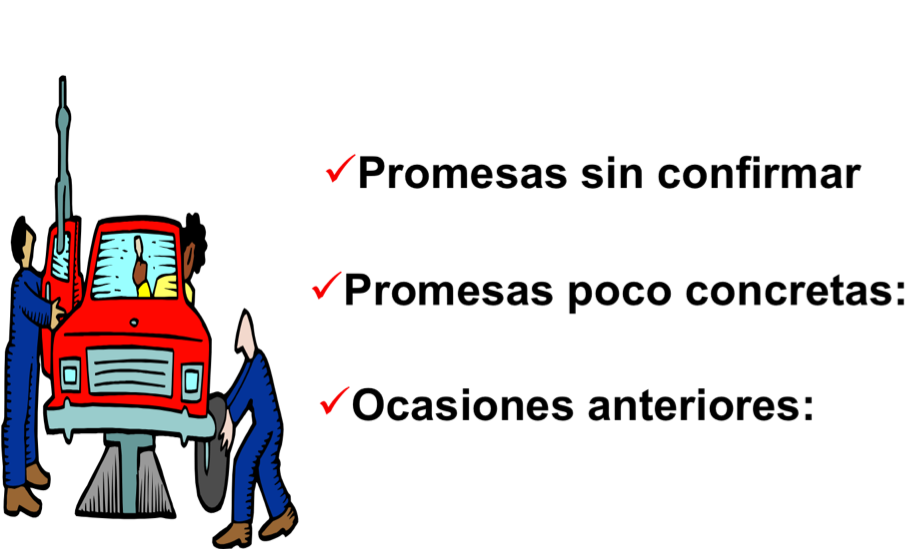 Promesas sin confirmar
Promesas poco concretas:
Ocasiones anteriores: